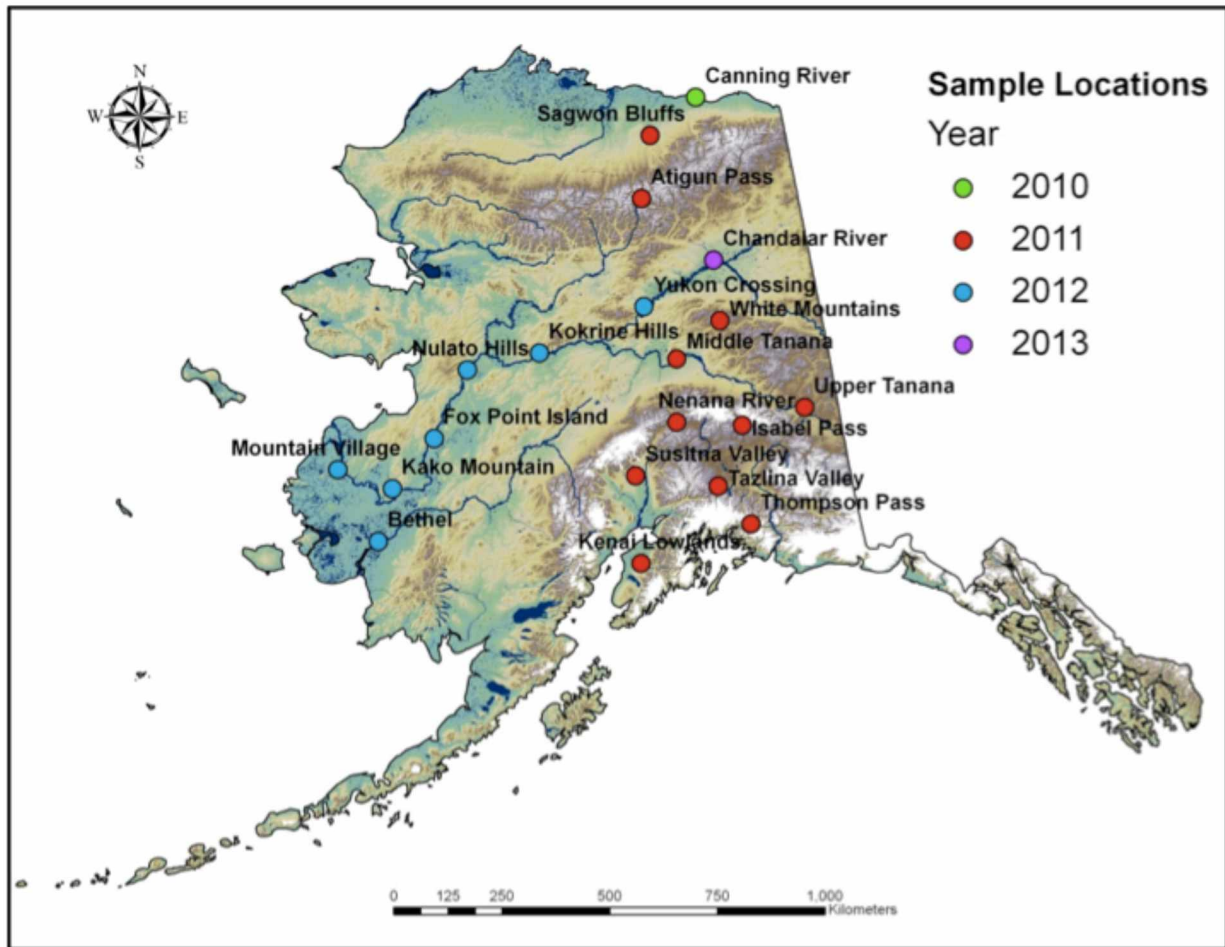 N
W E
S
Canning River
Sagwon Bluffs
Atigun Pass
Chandalar River
Yukon Crossing
White Mountains
Kokrine Hills
Middle Tanana
Nulato Hills
Upper Tanana
Nenana River
Fox Point Island
Isabel Pass
Mountain Village
Susitna Valley
Kako Mountain
Tazlina Valley
Thompson Pass
Bethel
Kenai Lowlands
Sample Locations
Year
2010
2011
2012
2013
0 125 250 500 750 1,000
Kilometers